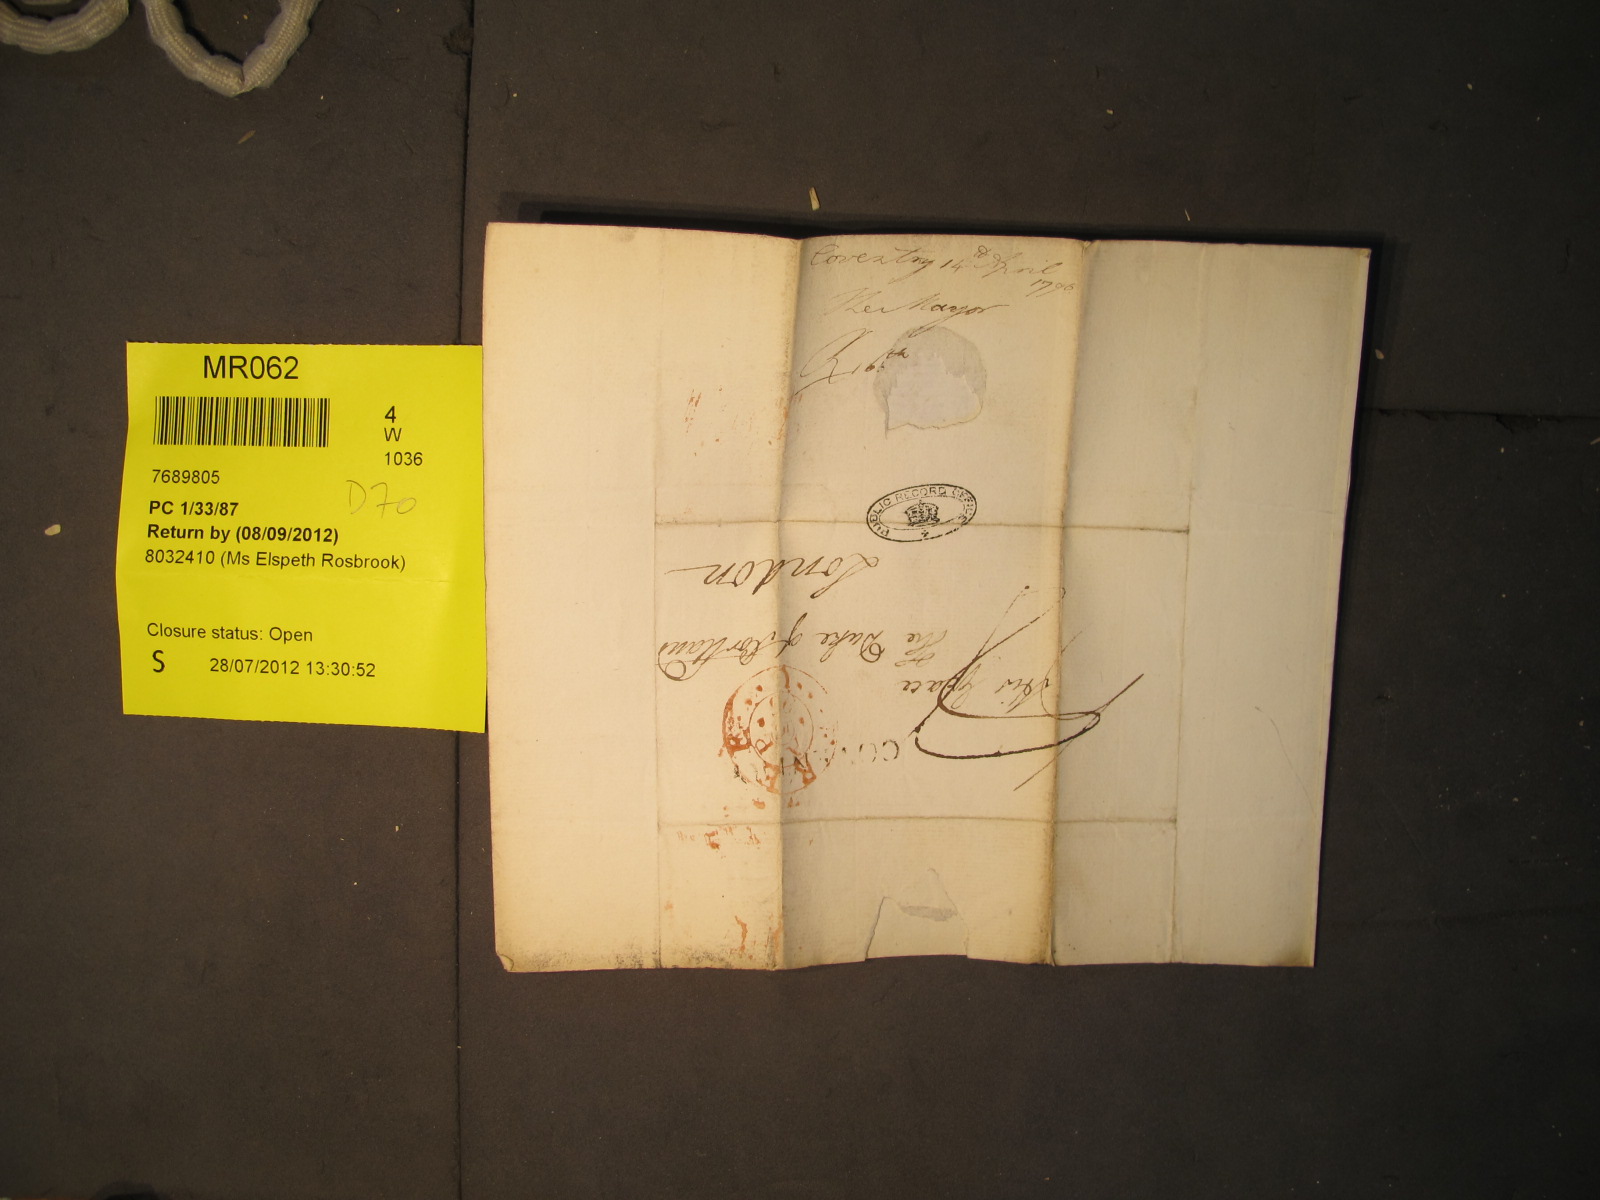 MR062
4
W
1036
7689805
D70
PC 1/33/87
Return by (08/09/2012)
8032410 (Ms Elspeth Rosbrook)
Closure status: Open
S 28/07/2012 13:30:52
Coventry 14th April
The Mayor
PUBLIC RECORD OFFICE
His Grace
The Duke of Portland
London